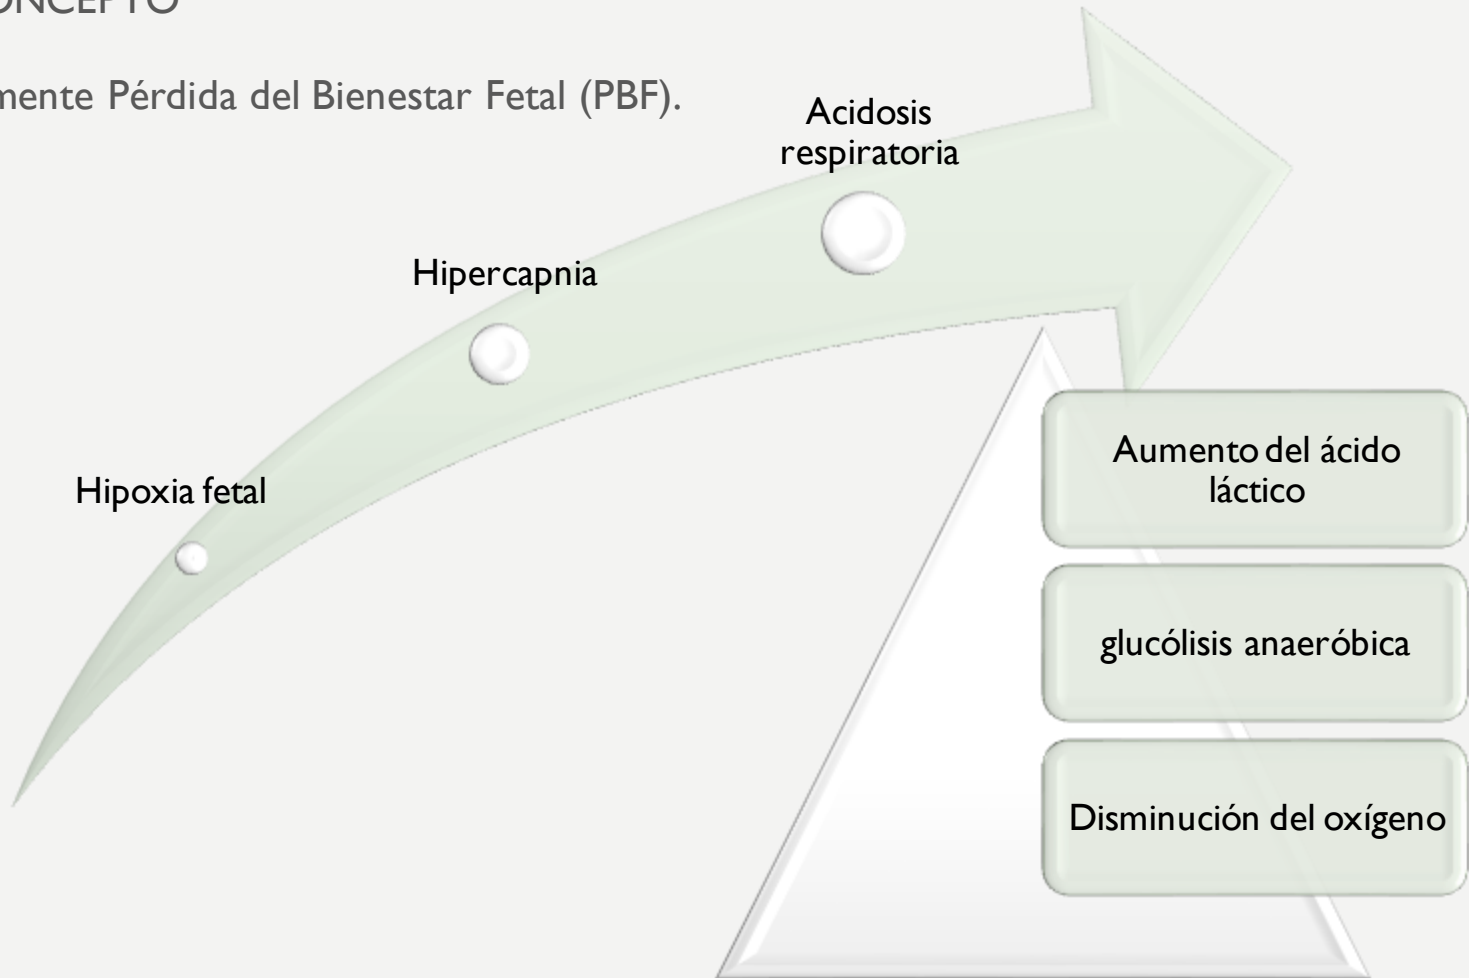 ONCEPTO
mente Pérdida del Bienestar Fetal (PBF).
Acidosis
respiratoria
Hipercapnia
Hipoxia fetal
Aumento del ácido
láctico
glucólisis anaeróbica
Disminución del oxígeno